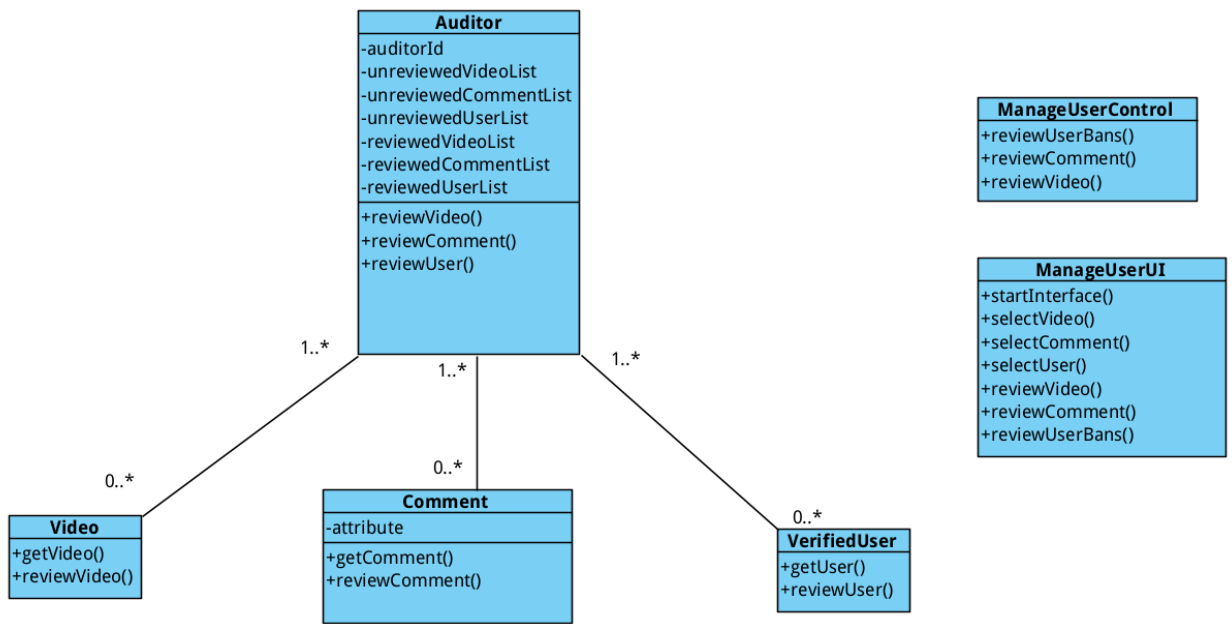 Auditor
-auditorId
-unreviewedVideoList
-unreviewedCommentList
-unreviewedUserList
-reviewedVideoList
-reviewedCommentList
-reviewedUserList
+reviewVideo()
+reviewComment()
+reviewUser()
ManageUserControl
+reviewUserBans()
+reviewComment()
+reviewVideo()
ManageUserUI
+startInterface()
+selectVideo()
+selectComment()
+selectUser()
+reviewVideo()
+reviewComment()
+reviewUserBans()
1..*
1..*
1..*
0..*
0..*
0..*
Video
+getVideo()
+reviewVideo()
Comment
-attribute
+getComment()
+reviewComment()
VerifiedUser
+getUser()
+reviewUser()